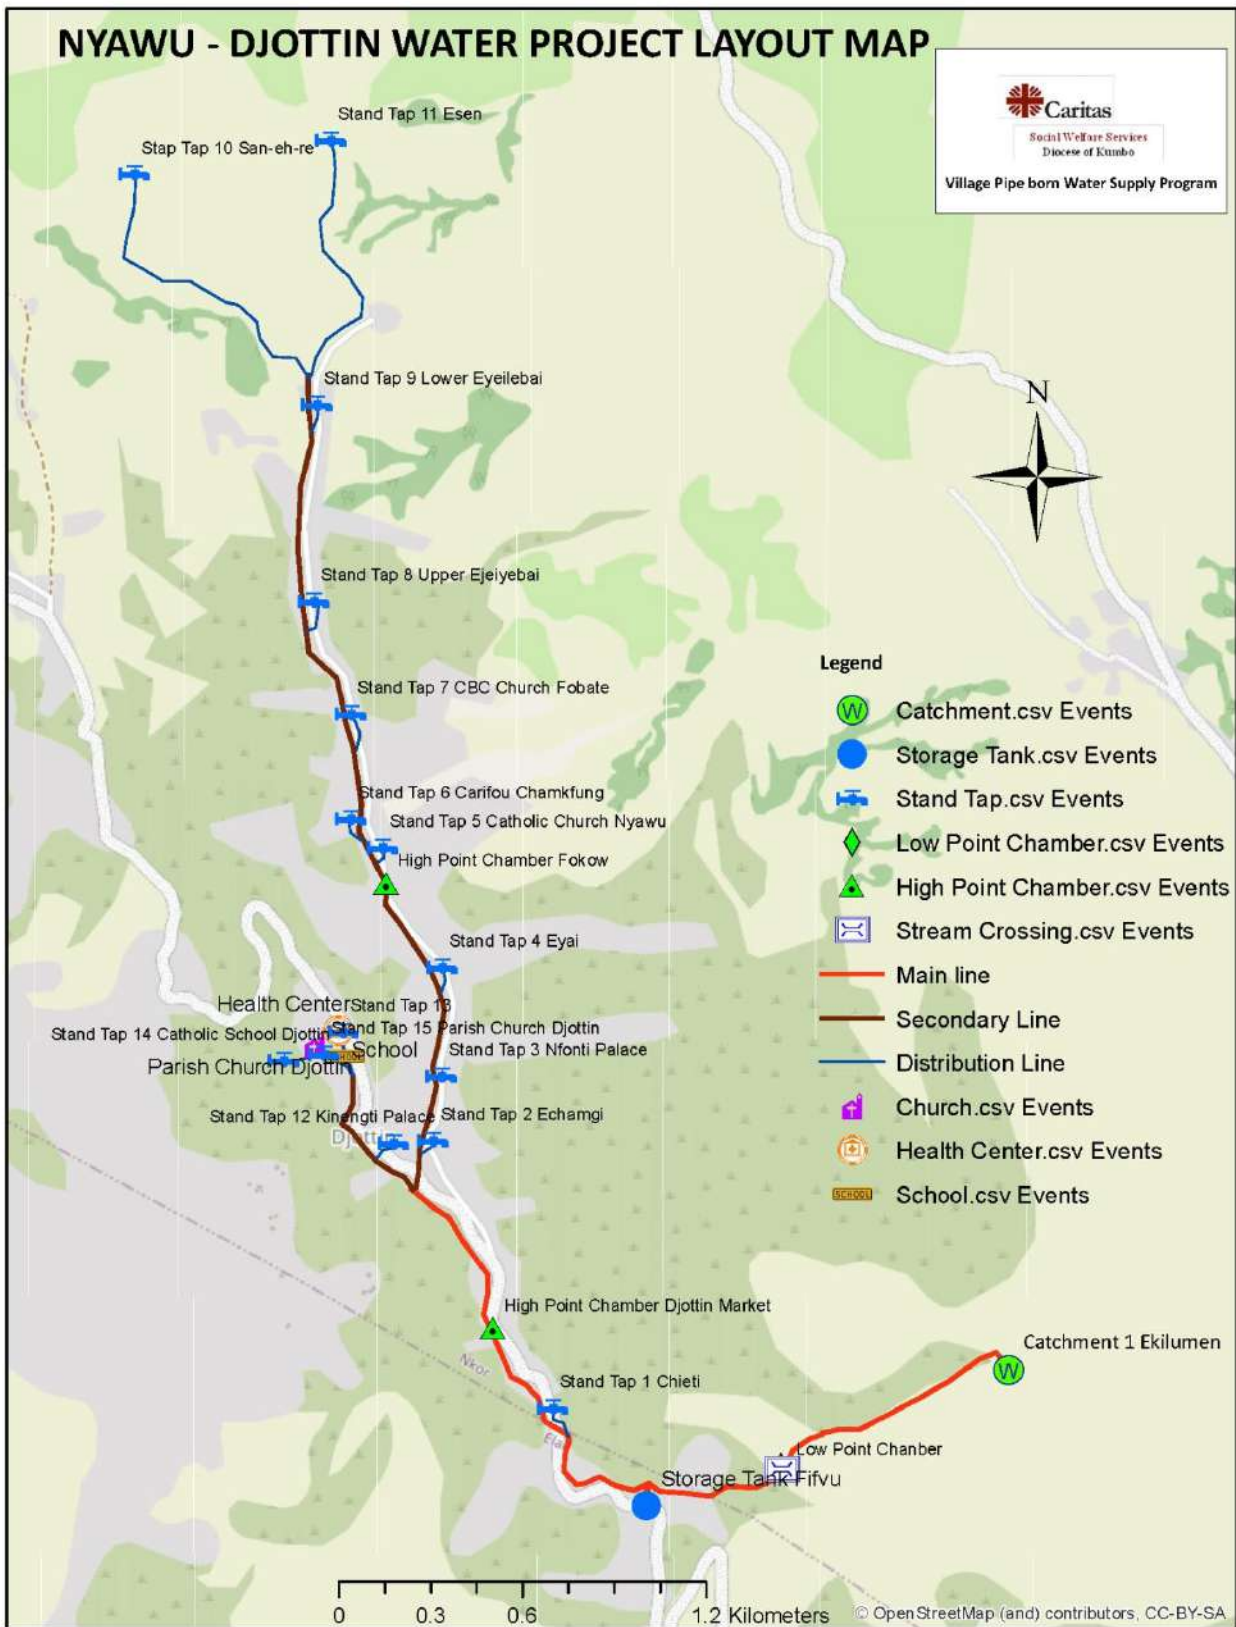 NYAWU - DJOTTIN WATER PROJECT LAYOUT MAP
Caritas
Social Welfare Services
Diocese of Kumbo
Village Pipe born Water Supply Program
Stand Tap 11 Esen
Stap Tap 10 San-eh-re
Stand Tap 9 Lower Eyeilebai
N
Stand Tap 8 Upper Ejeiyebai
Stand Tap 7 CBC Church Fobate
Stand Tap 6 Carifou Chamkfung
Stand Tap 5 Catholic Church Nyawu
High Point Chamber Fokow
Stand Tap 4 Eyai
Health Center
Stand Tap 13
Stand Tap 14 Catholic School Djottin
Stand Tap 15 Parish Church Djottin
School
SCHOOL
Stand Tap 3 Nfonti Palace
Parish Church Djottin
Stand Tap 12 Kinengti Palace
Stand Tap 2 Echamgi
Djottin
High Point Chamber Djottin Market
Nkor
Catchment 1 Ekilumen
W
Stand Tap 1 Chieti
Low Point Chanber
Storage Tank Fifvu
Legend
W
Catchment.csv Events
Storage Tank.csv Events
Stand Tap.csv Events
Low Point Chamber.csv Events
High Point Chamber.csv Events
Stream Crossing.csv Events
Main line
Secondary Line
Distribution Line
Church.csv Events
Health Center.csv Events
SCHOOL
School.csv Events
0 0.3 0.6 1.2 Kilometers
© OpenStreetMap (and) contributors, CC-BY-SA